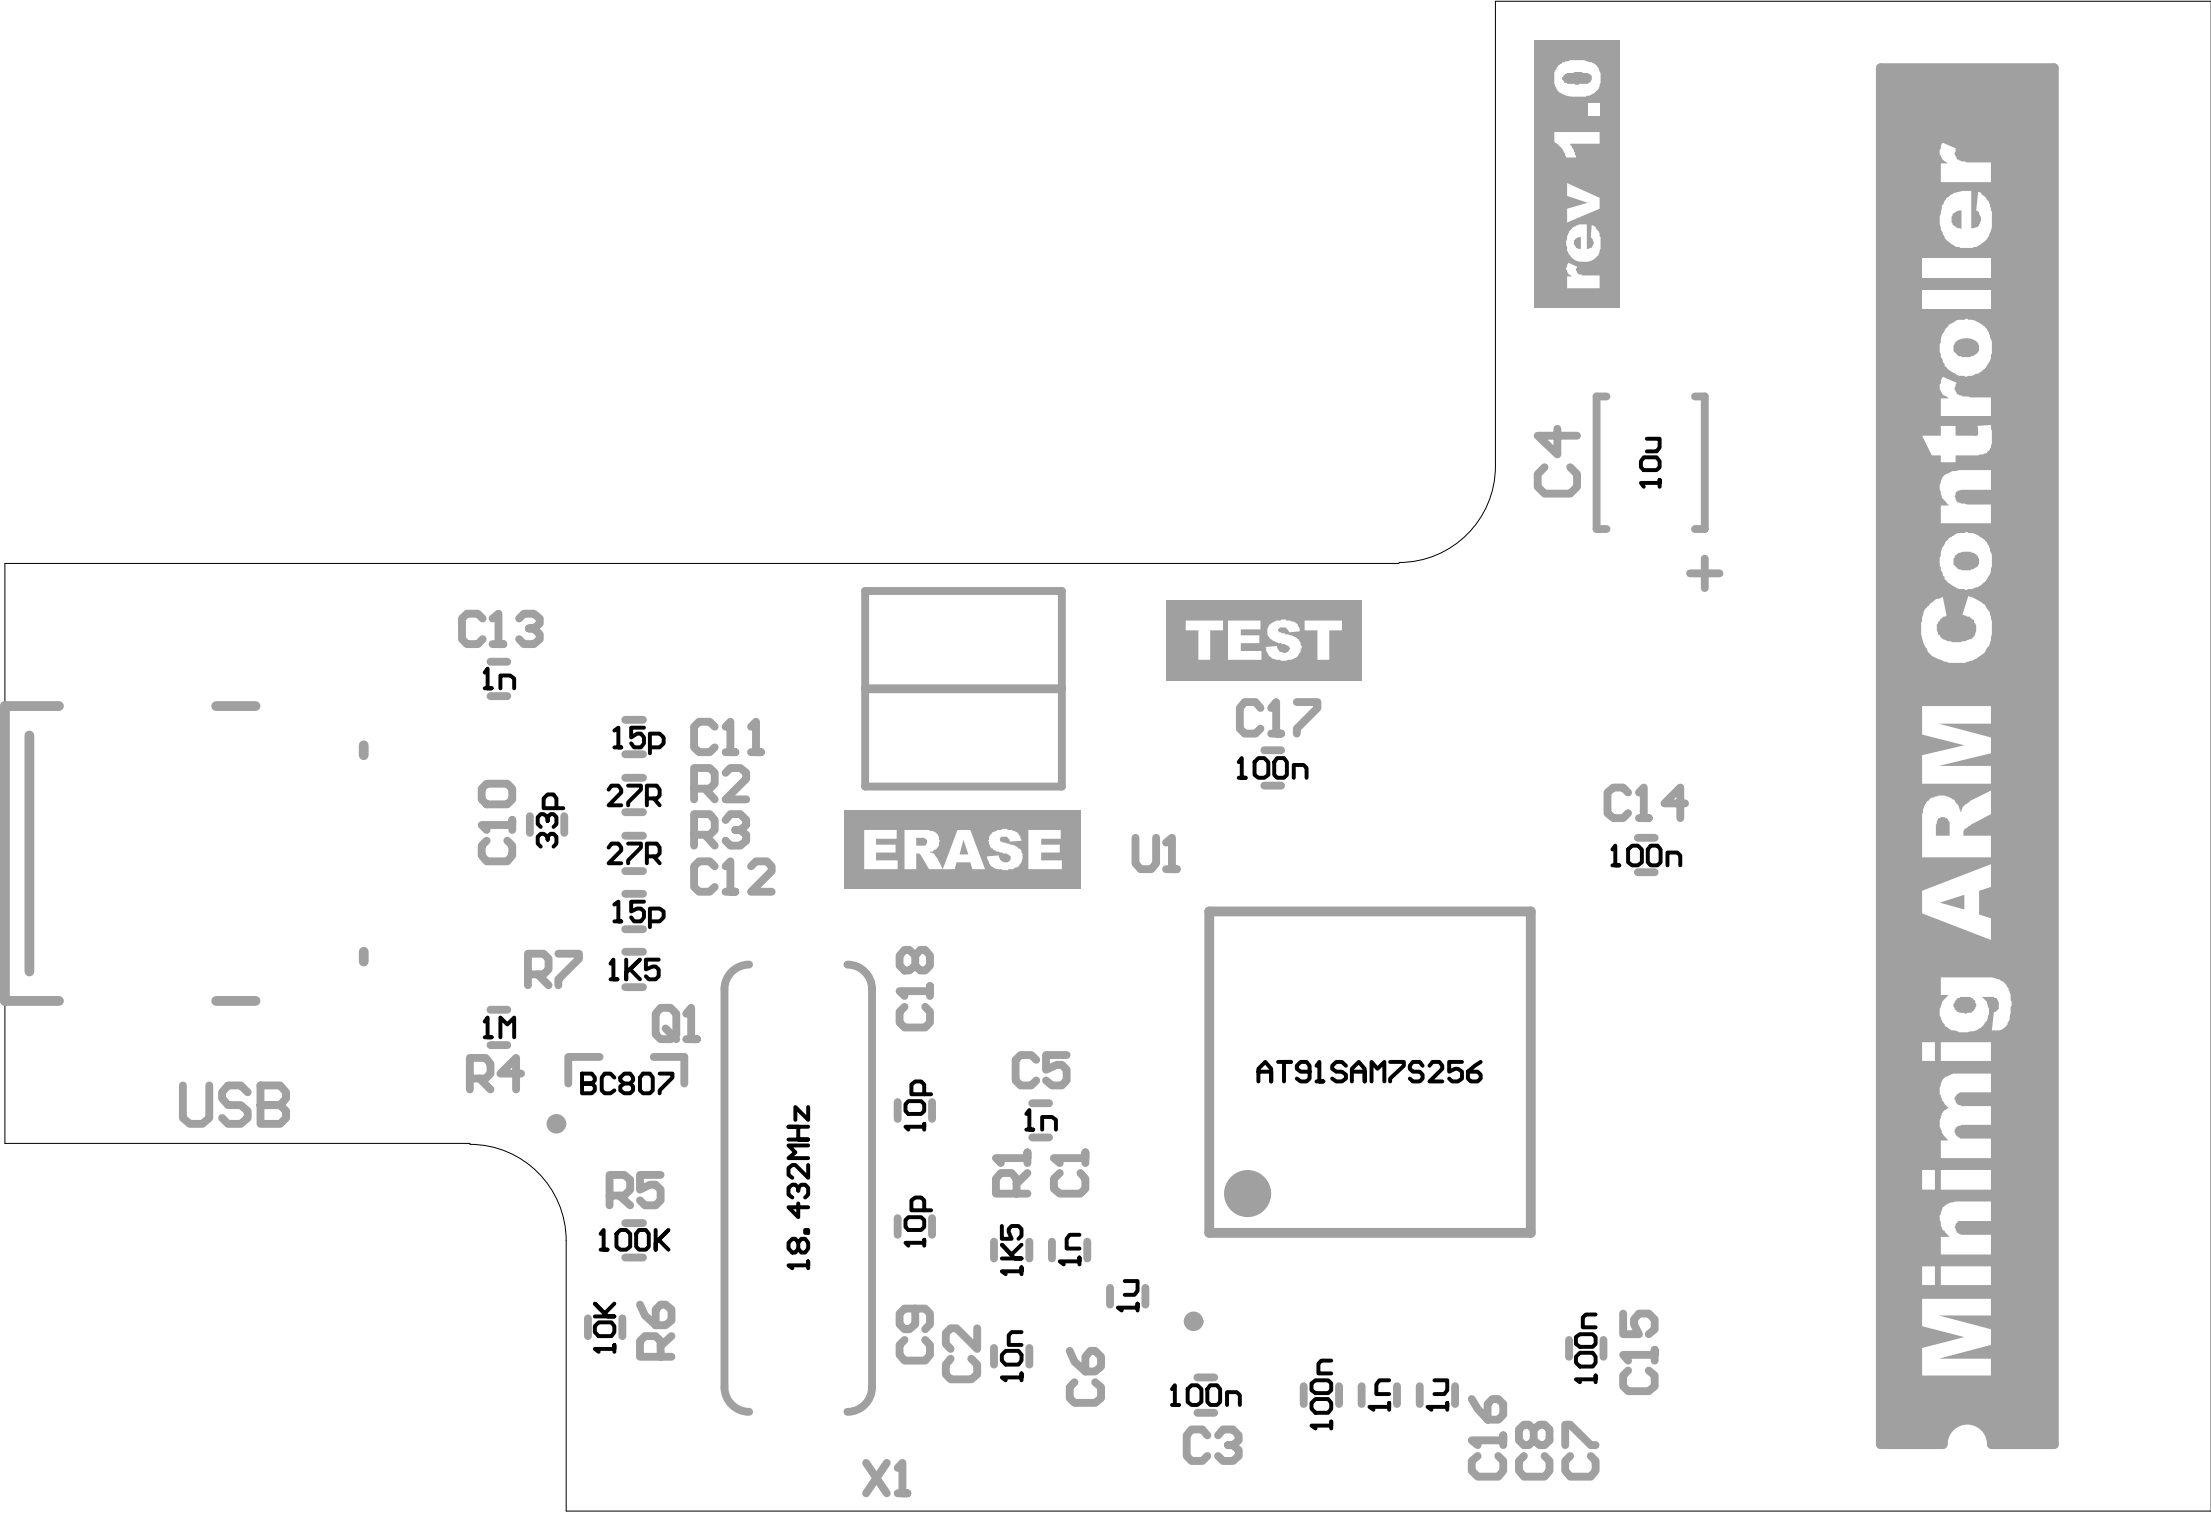 rev 1.0
Minimig ARM Controller
C4
10u
+
C13
1n
TEST
C17
100n
15p
C11
27R
R2
C10
33p
27R
R3
C12
15p
ERASE
U1
C14
100n
R7
1K5
C18
Q1
1M
R4
BC807
USB
C5
1n
10p
AT91SAM7S256
18.432MHz
R1
C1
R5
100K
10p
1K5
1n
1u
10K
R6
C9
C2
10n
C6
100n
C3
100n
1n
1u
100n
C15
C16
C8
C7
X1